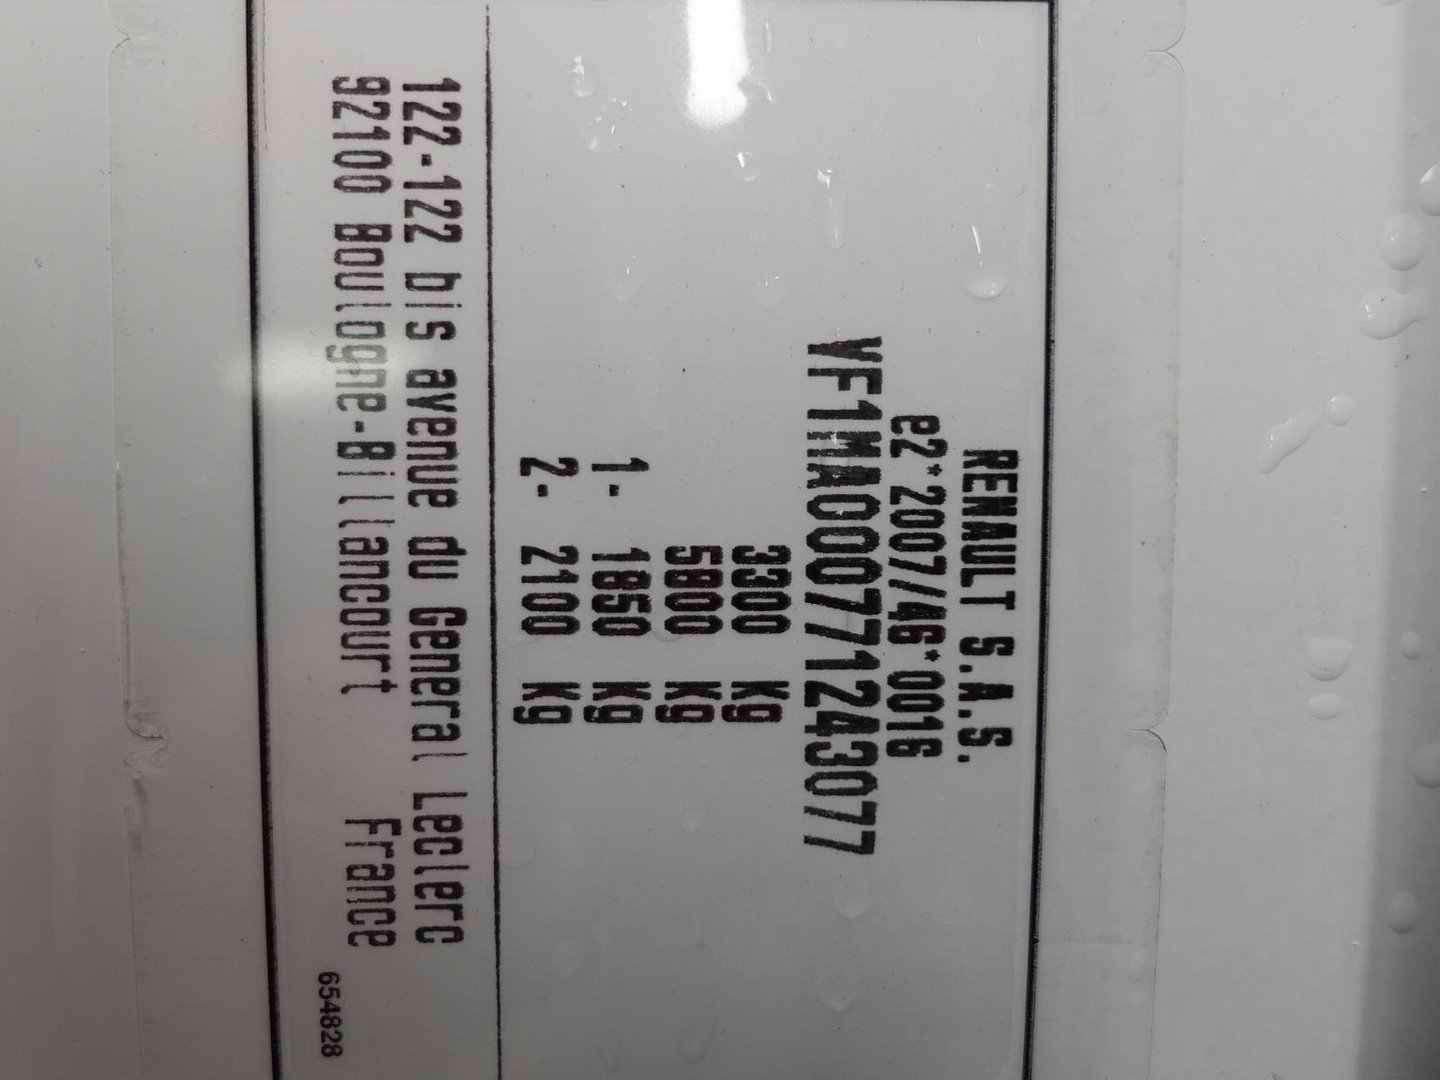 RENAULT S.A.S.
e2*2007/46*0016
VF1MA000771243077
3300 Kg
5800 Kg
1- 1850 Kg
2- 2100 Kg
122-122 bis avenue du General Leclerc
92100 Boulogne-Billancourt France
654828